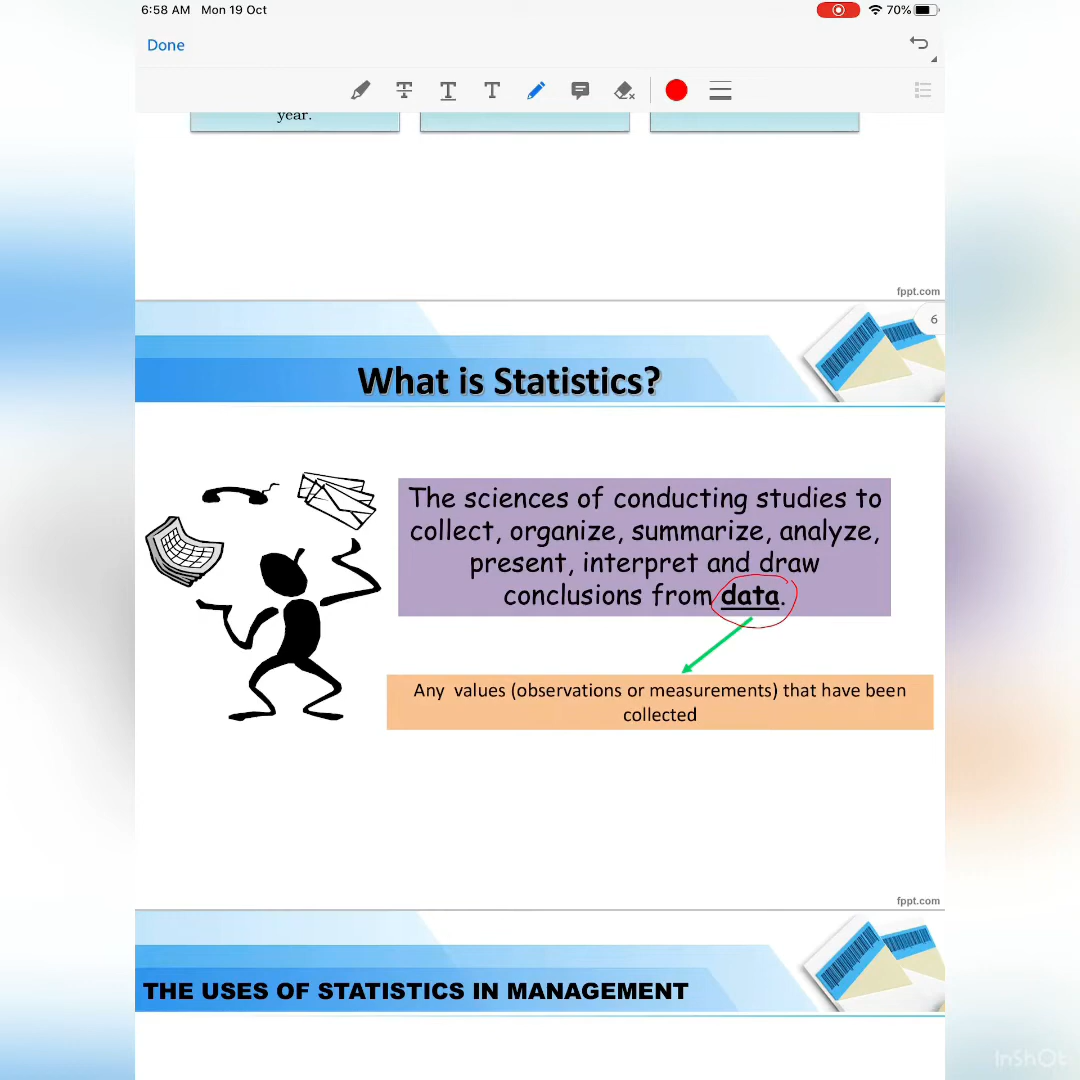 6:58 AM Mon 19 Oct
70%
Done
year.
fppt.com
6
What is Statistics?
The sciences of conducting studies to
collect, organize, summarize, analyze,
present, interpret and draw
conclusions from data.
Any values (observations or measurements) that have been
collected
fppt.com
THE USES OF STATISTICS IN MANAGEMENT
InShOt